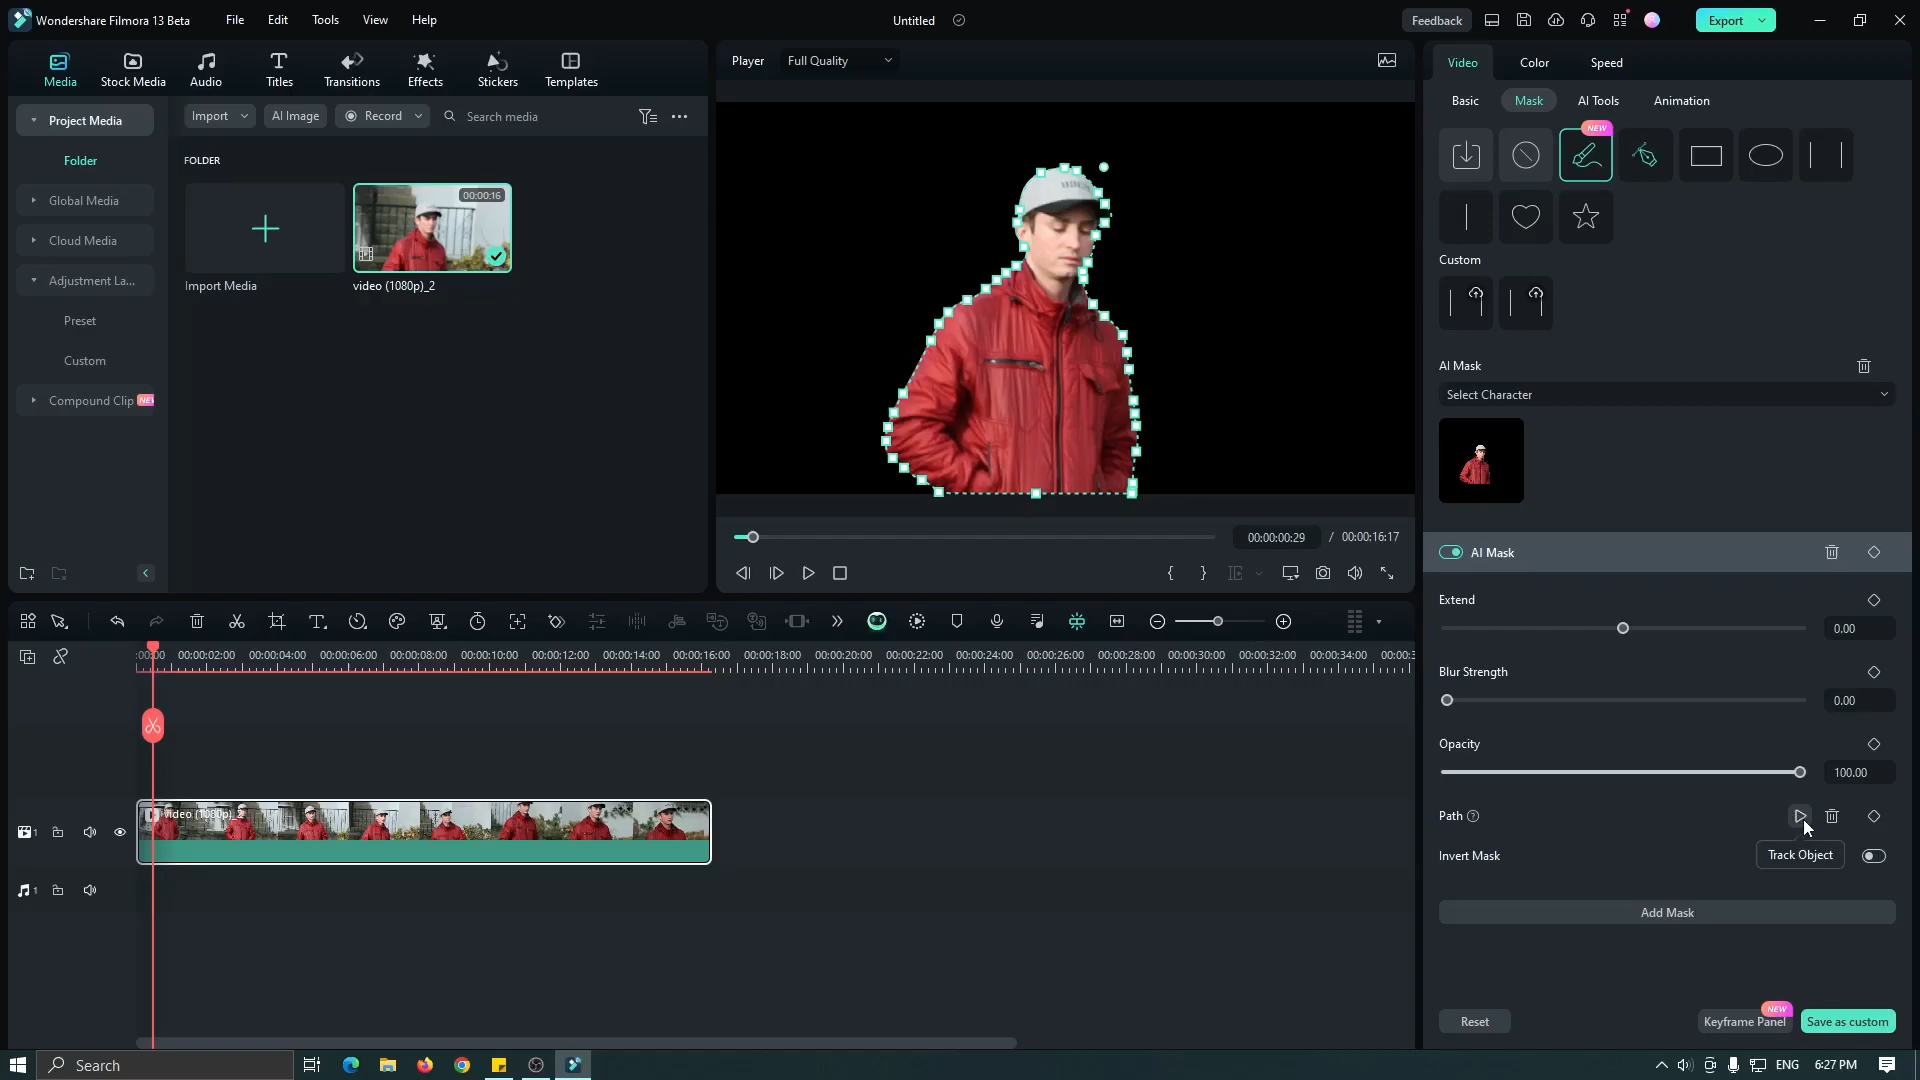 Wondershare Filmora 13 Beta
File
Edit
Tools
View
Help
Untitled
Feedback
Export
Media
Stock Media
Audio
Titles
Transitions
Effects
Stickers
Templates
Player
Full Quality
Video
Color
Speed
Basic
Mask
AI Tools
Animation
Project Media
Import
AI Image
Record
Search media
NEW
Folder
FOLDER
Global Media
00:00:16
Cloud Media
Import Media
video (1080p)_2
Adjustment La...
Preset
Custom
Compound Clip
Custom
AI Mask
Select Character
00:00:00:29 / 00:00:16:17
AI Mask
Extend
0.00
Blur Strength
0.00
Opacity
100.00
Path
Track Object
Invert Mask
Add Mask
NEW
Reset
Keyframe Panel
Save as custom
00:00:02:00
00:00:04:00
00:00:06:00
00:00:08:00
00:00:10:00
00:00:12:00
00:00:14:00
00:00:16:00
00:00:18:00
00:00:20:00
00:00:22:00
00:00:24:00
00:00:26:00
00:00:28:00
00:00:30:00
00:00:32:00
00:00:34:00
video (1080p)_2
1
1
Search
ENG
6:27 PM